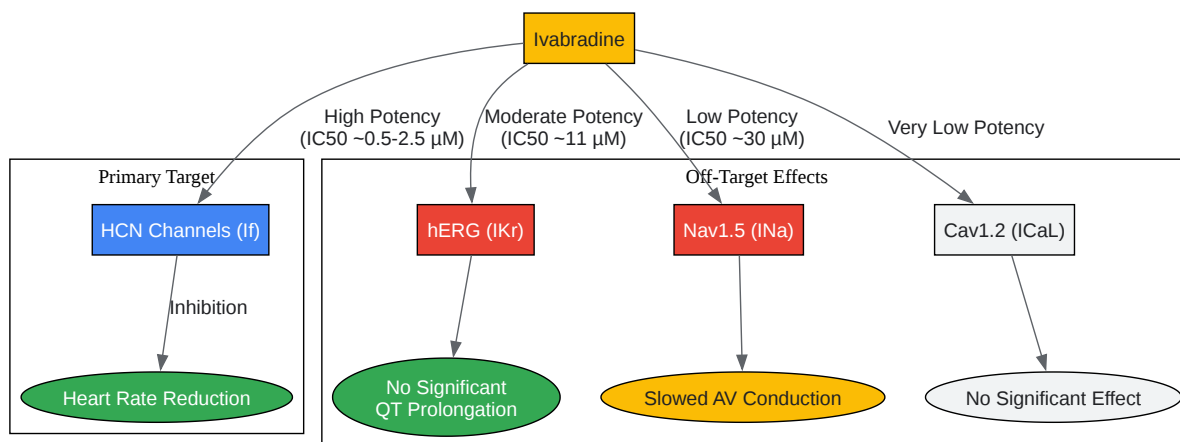 Ivabradine
High Potency
(IC50 ~0.5-2.5 µM)
Moderate Potency
(IC50 ~11 µM)
Low Potency
(IC50 ~30 µM)
Very Low Potency
Primary Target
Off-Target Effects
HCN Channels (If)
hERG (IKr)
Nav1.5 (INa)
Cav1.2 (ICaL)
Inhibition
Heart Rate Reduction
No Significant
QT Prolongation
Slowed AV Conduction
No Significant Effect